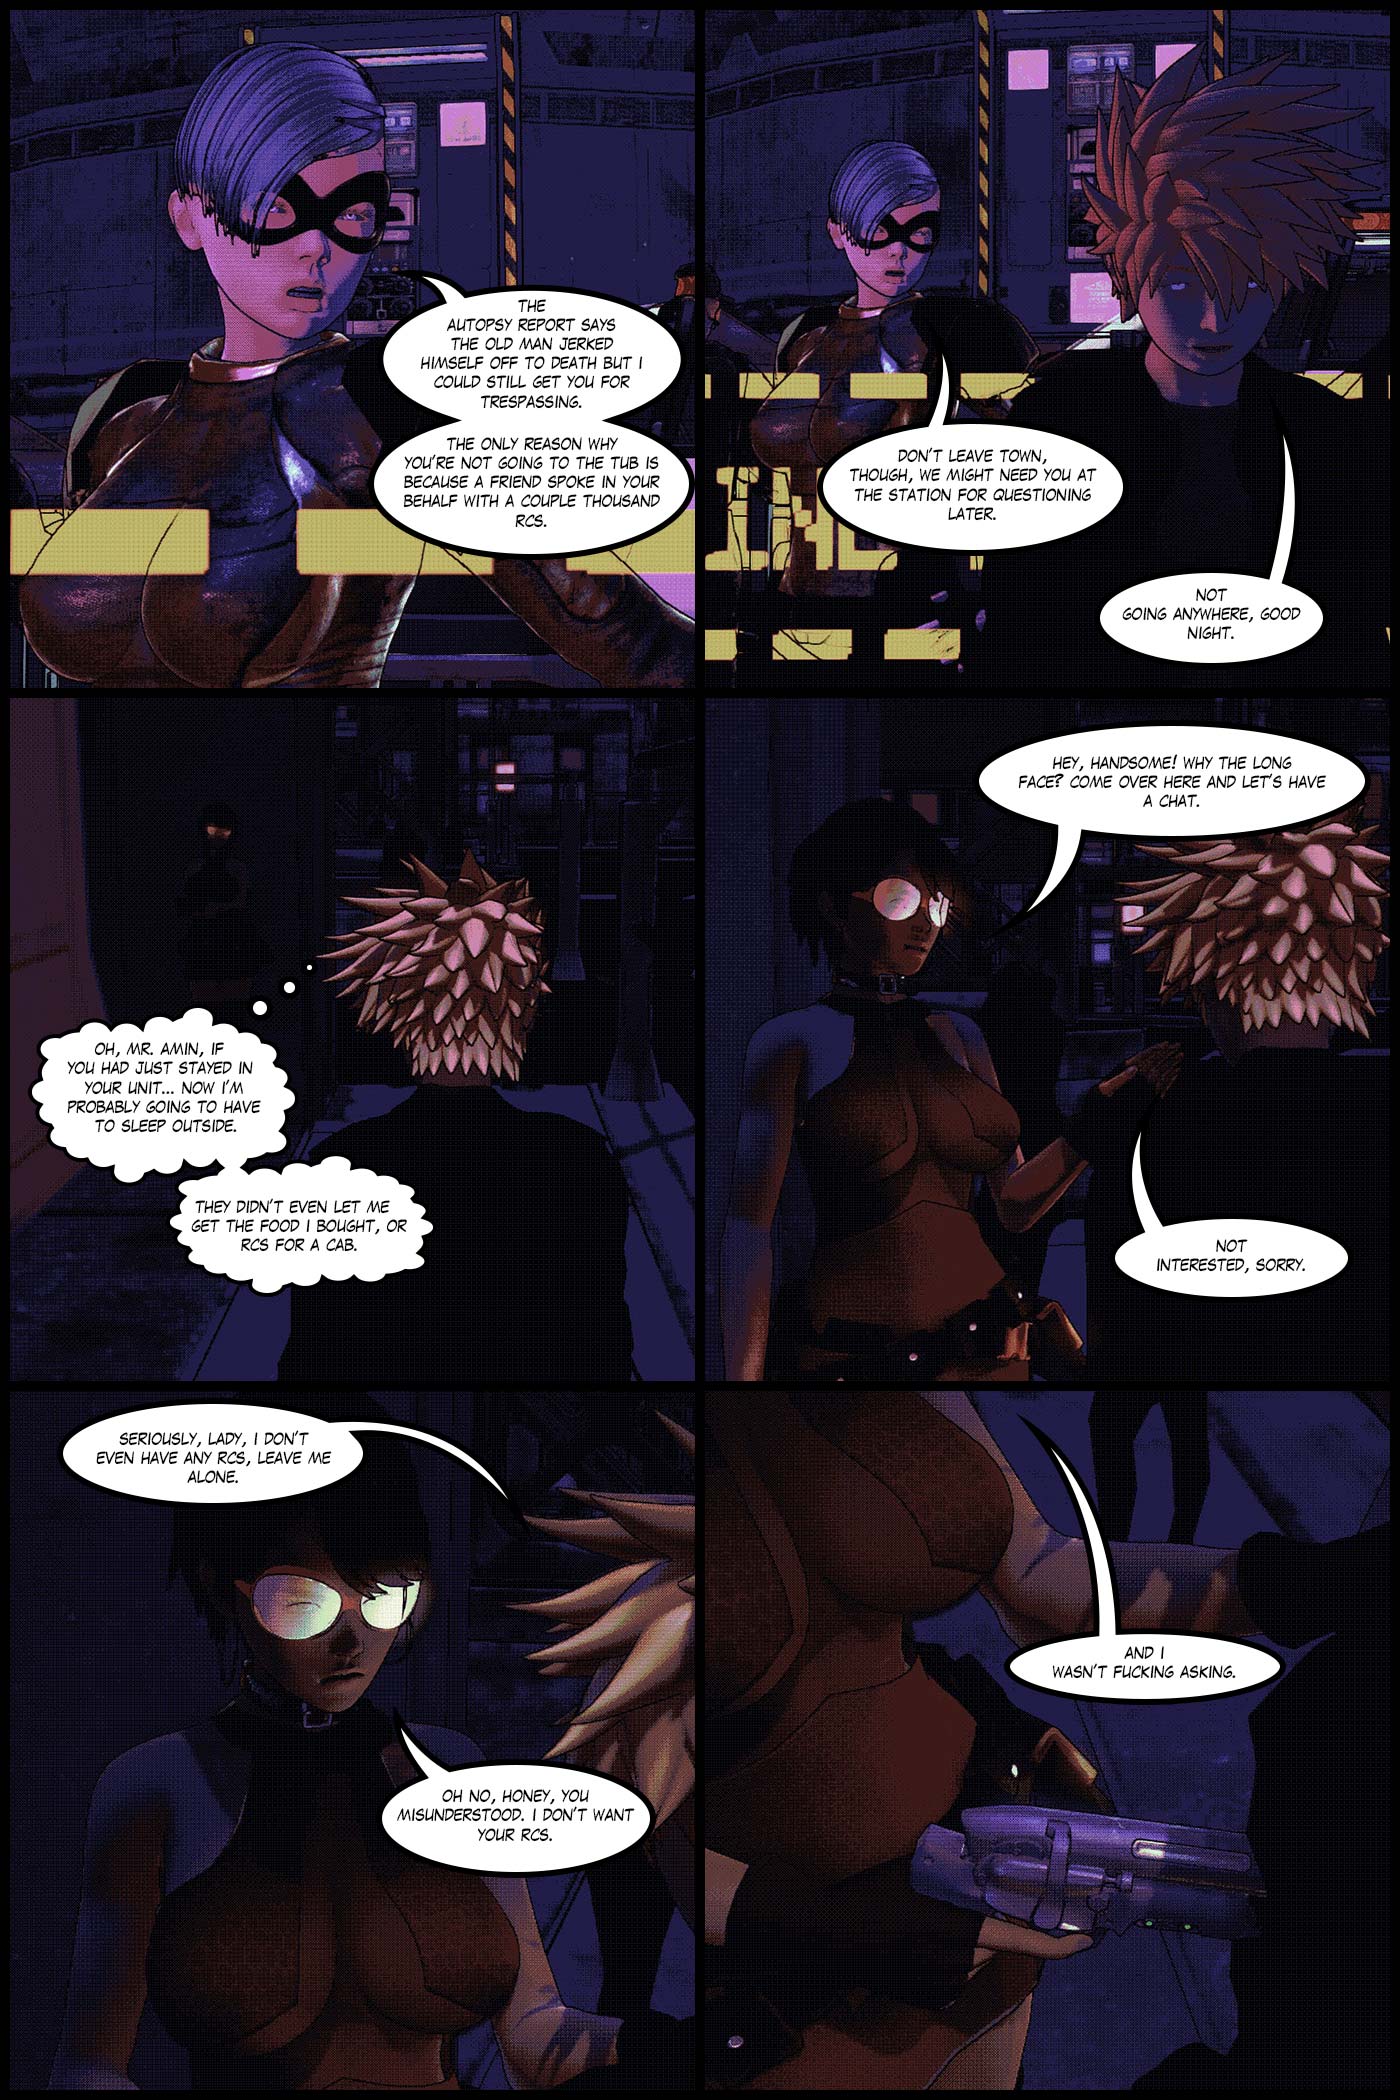 THE
AUTOPSY REPORT SAYS
THE OLD MAN JERKED
HIMSELF OFF TO DEATH BUT I
COULD STILL GET YOU FOR
TRESPASSING.
THE ONLY REASON WHY
YOU'RE NOT GOING TO THE TUB IS
BECAUSE A FRIEND SPOKE IN YOUR
BEHALF WITH A COUPLE THOUSAND
RCS.
DON'T LEAVE TOWN,
THOUGH, WE MIGHT NEED YOU AT
THE STATION FOR QUESTIONING
LATER.
NOT
GOING ANYWHERE, GOOD
NIGHT.
OH, MR. AMIN, IF
YOU HAD JUST STAYED IN
YOUR UNIT... NOW I'M
PROBABLY GOING TO HAVE
TO SLEEP OUTSIDE.
THEY DIDN'T EVEN LET ME
GET THE FOOD I BOUGHT, OR
RCS FOR A CAB.
HEY, HANDSOME! WHY THE LONG
FACE? COME OVER HERE AND LET'S HAVE
A CHAT.
NOT
INTERESTED, SORRY.
SERIOUSLY, LADY, I DON'T
EVEN HAVE ANY RCS, LEAVE ME
ALONE.
OH NO, HONEY, YOU
MISUNDERSTOOD. I DON'T WANT
YOUR RCS.
AND I
WASN'T FUCKING ASKING.